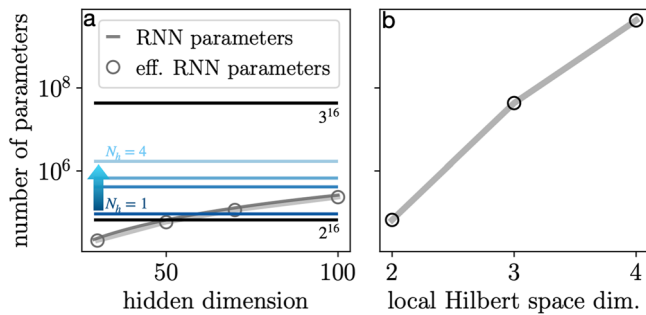 a
RNN parameters
eff. RNN parameters
3^16
N_h = 4
N_h = 1
2^16
10^8
10^6
number of parameters
50
100
hidden dimension
b
2
3
4
local Hilbert space dim.